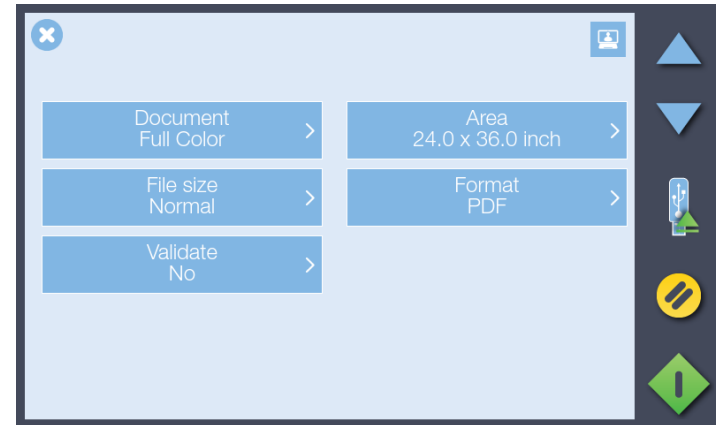 Document
Full Color
Area
24.0 x 36.0 inch
File size
Normal
Format
PDF
Validate
No